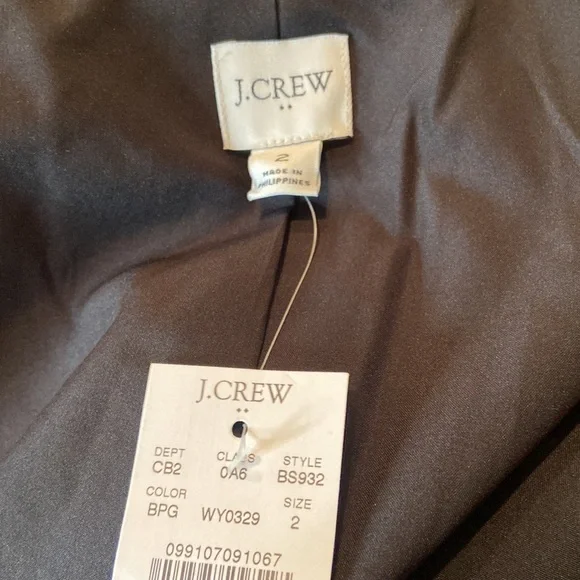 J.CREW
2
MADE IN
PHILIPPINES
J.CREW
DEPT CLASS STYLE
CB2 0A6 BS932
COLOR SIZE
BPG WY0329 2
099107091067